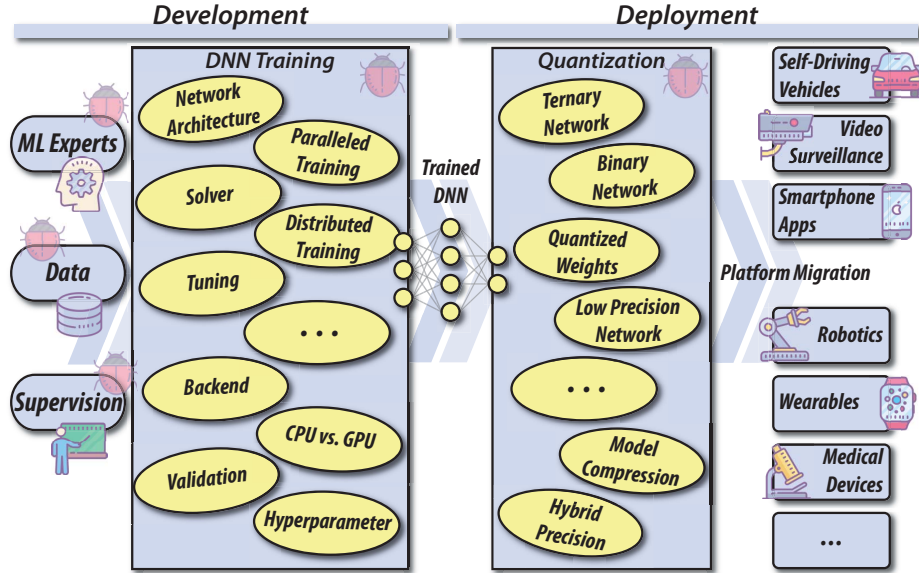 Development
Deployment
ML Experts
Data
Supervision
DNN Training
Network
Architecture
Paralleled
Training
Solver
Distributed
Training
Tuning
...
Backend
CPU vs. GPU
Validation
Hyperparameter
Trained
DNN
Quantization
Ternary
Network
Binary
Network
Quantized
Weights
Low Precision
Network
...
Model
Compression
Hybrid
Precision
Platform Migration
Self-Driving
Vehicles
Video
Surveillance
Smartphone
Apps
Robotics
Wearables
Medical
Devices
...